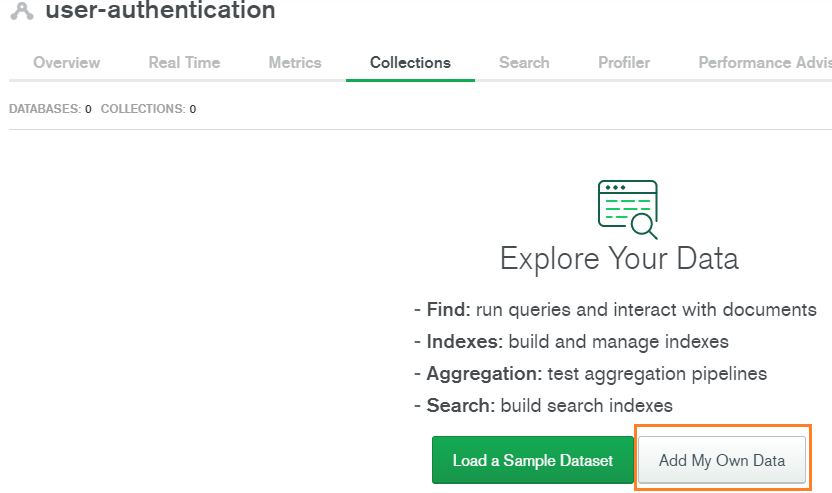 user-authentication
Overview Real Time Metrics Collections Search Profiler Performance Advis
DATABASES: 0 COLLECTIONS: 0
Explore Your Data
- Find: run queries and interact with documents
- Indexes: build and manage indexes
- Aggregation: test aggregation pipelines
- Search: build search indexes
Load a Sample Dataset Add My Own Data